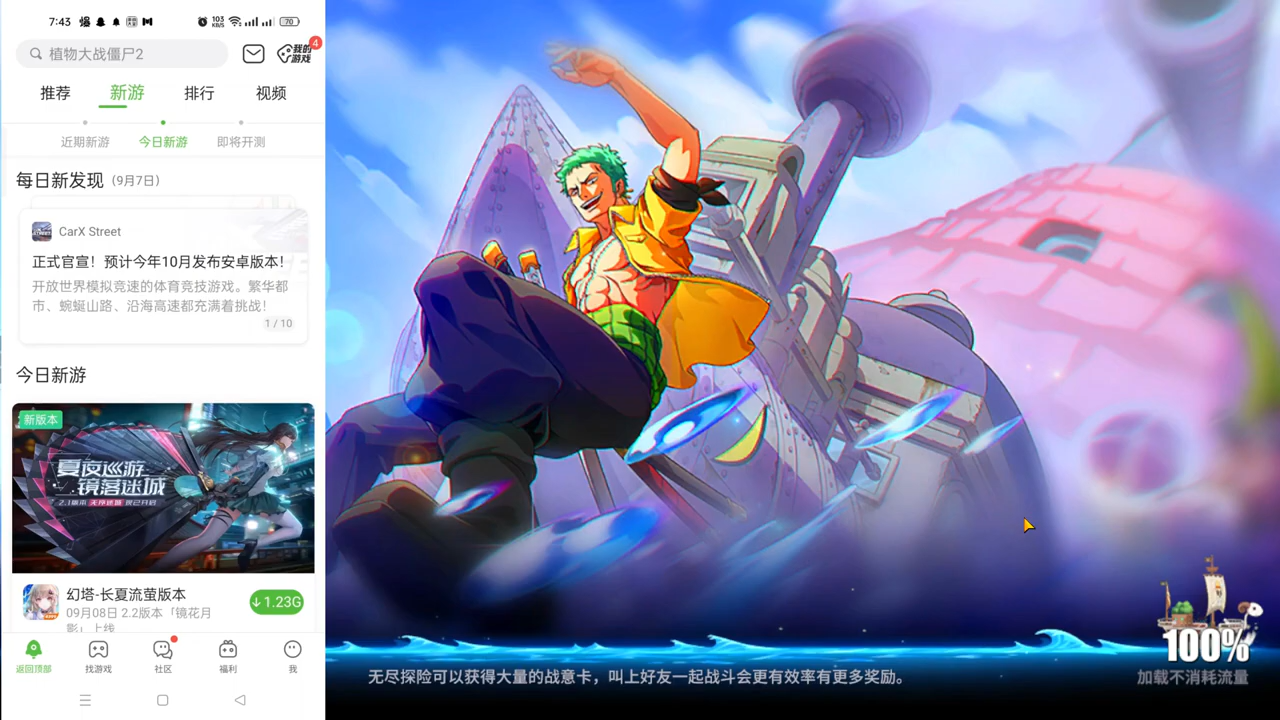 7:43
103
KB/S
70
植物大战僵尸2
我的
游戏
4
推荐
新游
排行
视频
近期新游
今日新游
即将开测
每日新发现
(9月7日)
CarX Street
正式官宣！预计今年10月发布安卓版本！
开放世界模拟竞速的体育竞技游戏。繁华都
市、蜿蜒山路、沿海高速都充满着挑战！
1 / 10
今日新游
新版本
夏夜巡游
镜落迷城
幻塔-长夏流萤版本
09月08日 2.2版本「镜花月
影」上线
1.23G
返回顶部
找游戏
社区
福利
我
100%
无尽探险可以获得大量的战意卡，叫上好友一起战斗会更有效率有更多奖励。
加载不消耗流量